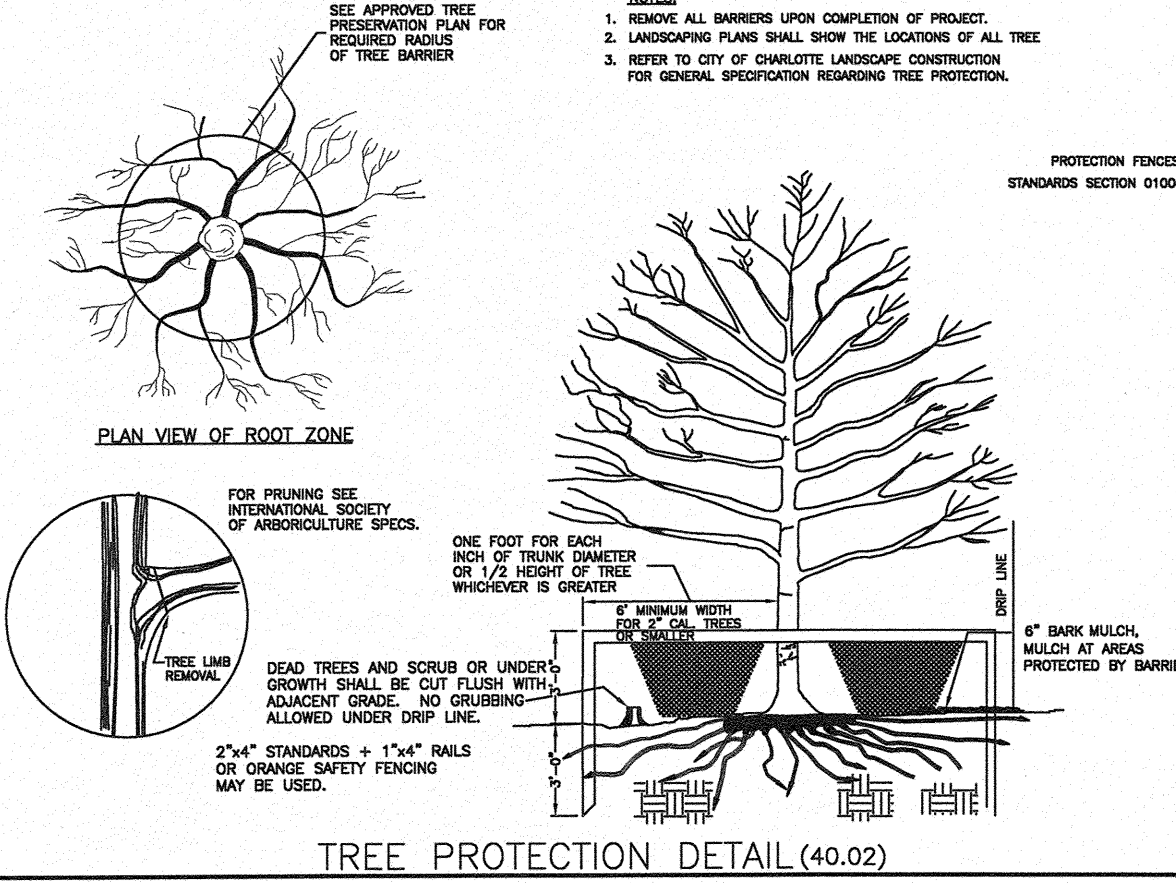 SEE APPROVED TREE
PRESERVATION PLAN FOR
REQUIRED RADIUS
OF TREE BARRIER
NOTES:
1. REMOVE ALL BARRIERS UPON COMPLETION OF PROJECT.
2. LANDSCAPING PLANS SHALL SHOW THE LOCATIONS OF ALL TREE
3. REFER TO CITY OF CHARLOTTE LANDSCAPE CONSTRUCTION
FOR GENERAL SPECIFICATION REGARDING TREE PROTECTION.
PROTECTION FENCES
STANDARDS SECTION 0100
PLAN VIEW OF ROOT ZONE
FOR PRUNING SEE
INTERNATIONAL SOCIETY
OF ARBORICULTURE SPECS.
TREE LIMB
REMOVAL
ONE FOOT FOR EACH
INCH OF TRUNK DIAMETER
OR 1/2 HEIGHT OF TREE
WHICHEVER IS GREATER
6' MINIMUM WIDTH
FOR 2" CAL. TREES
OR SMALLER
DRIP LINE
6" BARK MULCH,
MULCH AT AREAS
PROTECTED BY BARRIE
DEAD TREES AND SCRUB OR UNDER
GROWTH SHALL BE CUT FLUSH WITH
ADJACENT GRADE. NO GRUBBING
ALLOWED UNDER DRIP LINE.
3'-0"
3'-0"
2"x4" STANDARDS + 1"x4" RAILS
OR ORANGE SAFETY FENCING
MAY BE USED.
TREE PROTECTION DETAIL (40.02)